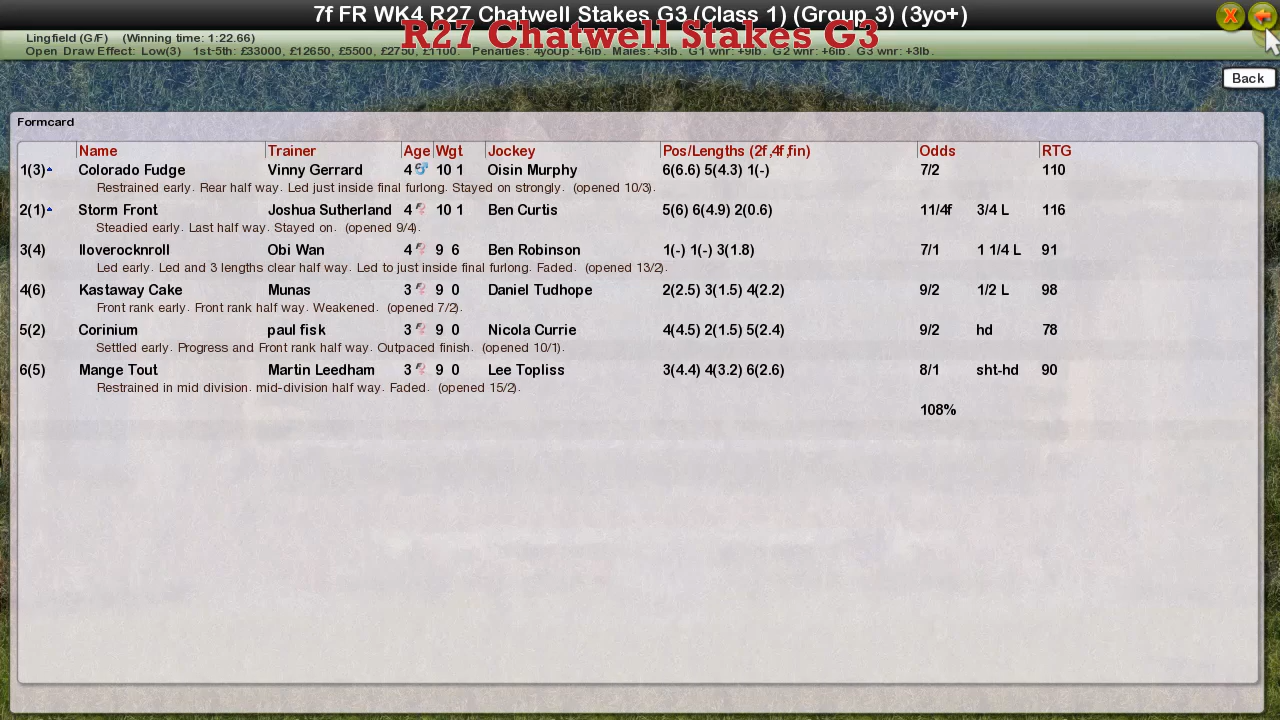 7f FR WK4 R27 Chatwell Stakes G3 (Class 1) (Group 3) (3yo+)
R27 Chatwell Stakes G3
Lingfield (G/F) (Winning time: 1:22.66)
Open Draw Effect: Low(3) 1st-5th: £33000, £12650, £5500, £2750, £1100. Penalties: 4yoUp: +6lb. Males: +3lb. G1 wnr: +9lb. G2 wnr: +6lb. G3 wnr: +3lb.
X
Back
Formcard
Name Trainer Age Wgt Jockey Pos/Lengths (2f,4f,fin) Odds RTG
1(3) Colorado Fudge Vinny Gerrard 4 10 1 Oisin Murphy 6(6.6) 5(4.3) 1(-) 7/2 110
Restrained early. Rear half way. Led just inside final furlong. Stayed on strongly. (opened 10/3).
2(1) Storm Front Joshua Sutherland 4 10 1 Ben Curtis 5(6) 6(4.9) 2(0.6) 11/4f 3/4 L 116
Steadied early. Last half way. Stayed on. (opened 9/4).
3(4) Iloverocknroll Obi Wan 4 9 6 Ben Robinson 1(-) 1(-) 3(1.8) 7/1 1 1/4 L 91
Led early. Led and 3 lengths clear half way. Led to just inside final furlong. Faded. (opened 13/2).
4(6) Kastaway Cake Munas 3 9 0 Daniel Tudhope 2(2.5) 3(1.5) 4(2.2) 9/2 1/2 L 98
Front rank early. Front rank half way. Weakened. (opened 7/2).
5(2) Corinium paul fisk 3 9 0 Nicola Currie 4(4.5) 2(1.5) 5(2.4) 9/2 hd 78
Settled early. Progress and Front rank half way. Outpaced finish. (opened 10/1).
6(5) Mange Tout Martin Leedham 3 9 0 Lee Topliss 3(4.4) 4(3.2) 6(2.6) 8/1 sht-hd 90
Restrained in mid division. mid-division half way. Faded. (opened 15/2).
108%